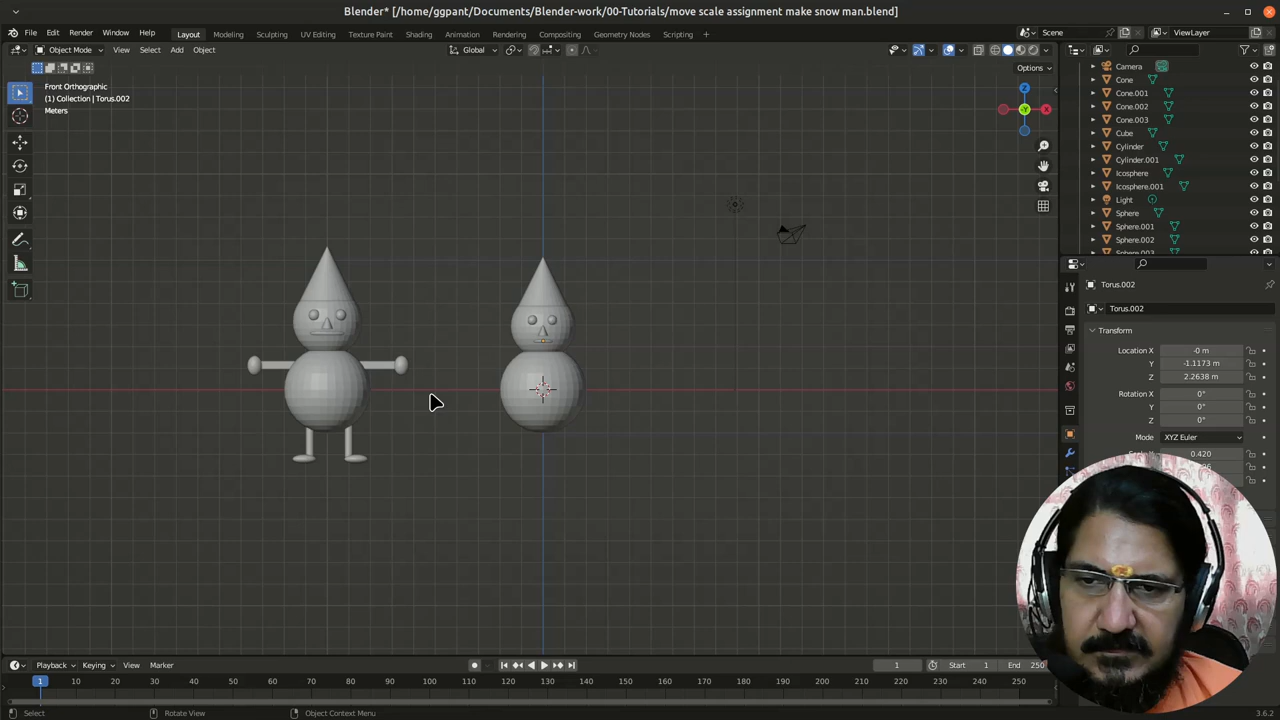 Blender* [/home/ggpant/Documents/Blender-work/00-Tutorials/move scale assignment make snow man.blend]
File Edit Render Window Help Layout Modeling Sculpting UV Editing Texture Paint Shading Animation Rendering Compositing Geometry Nodes Scripting Scene ViewLayer
Object Mode View Select Add Object Global
Options
Front Orthographic
(1) Collection | Torus.002
Meters
Camera
Cone
Cone.001
Cone.002
Cone.003
Cube
Cylinder
Cylinder.001
Icosphere
Icosphere.001
Light
Sphere
Sphere.001
Sphere.002
Sphere.003
Torus.002
Torus.002
Transform
Location X -0 m
Y -1.1173 m
Z 2.2638 m
Rotation X 0°
Y 0°
Z 0°
Mode XYZ Euler
0.420
Playback Keying View Marker 1 Start 1 End 250
1 10 20 30 40 50 60 70 80 90 100 110 120 130 140 150 160 170 180 190 200 210 220 230 240 250
Select Rotate View Object Context Menu 3.6.2